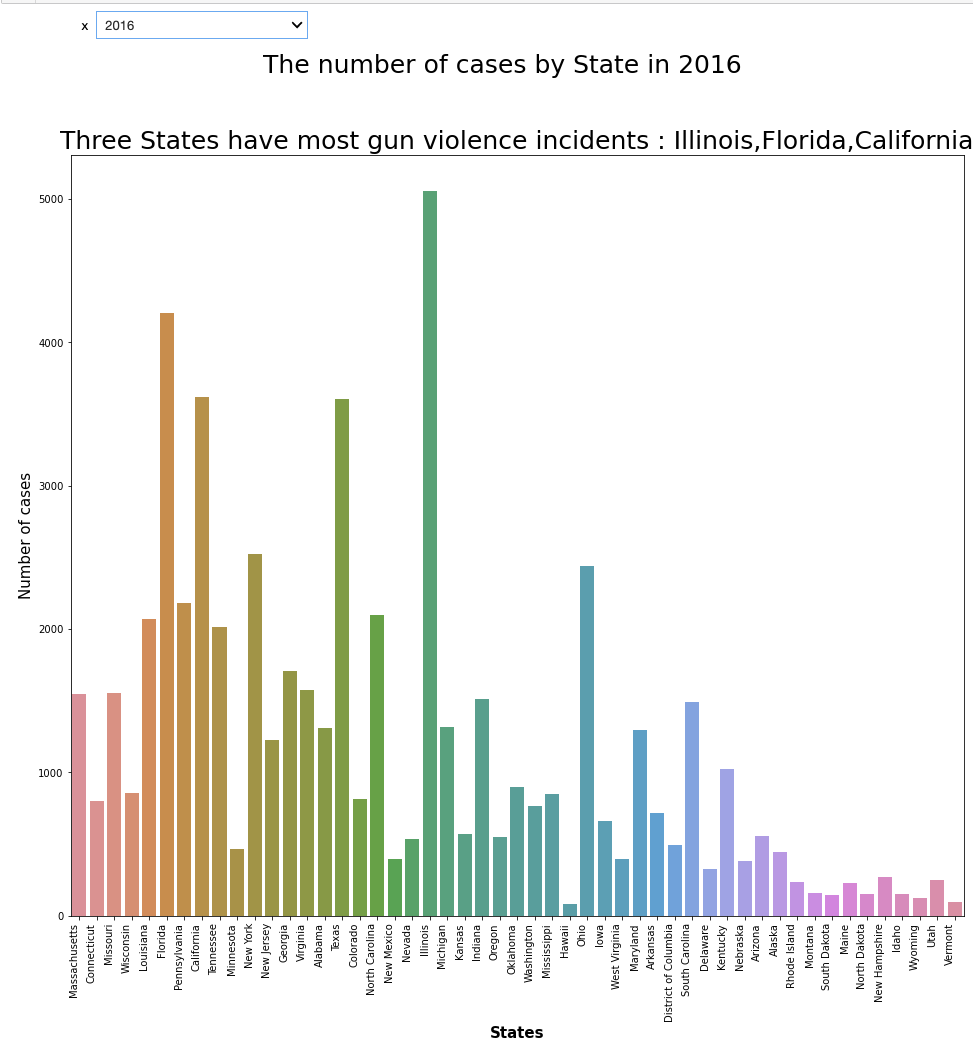 x 2016
The number of cases by State in 2016
Three States have most gun violence incidents : Illinois,Florida,California
5000
4000
3000
2000
1000
0
Number of cases
Massachusetts
Connecticut
Missouri
Wisconsin
Louisiana
Florida
Pennsylvania
California
Tennessee
Minnesota
New York
New Jersey
Georgia
Virginia
Alabama
Texas
Colorado
North Carolina
New Mexico
Nevada
Illinois
Michigan
Kansas
Indiana
Oregon
Oklahoma
Washington
Mississippi
Hawaii
Ohio
Iowa
West Virginia
Maryland
Arkansas
District of Columbia
South Carolina
Delaware
Kentucky
Nebraska
Arizona
Alaska
Rhode Island
Montana
South Dakota
Maine
North Dakota
New Hampshire
Idaho
Wyoming
Utah
Vermont
States